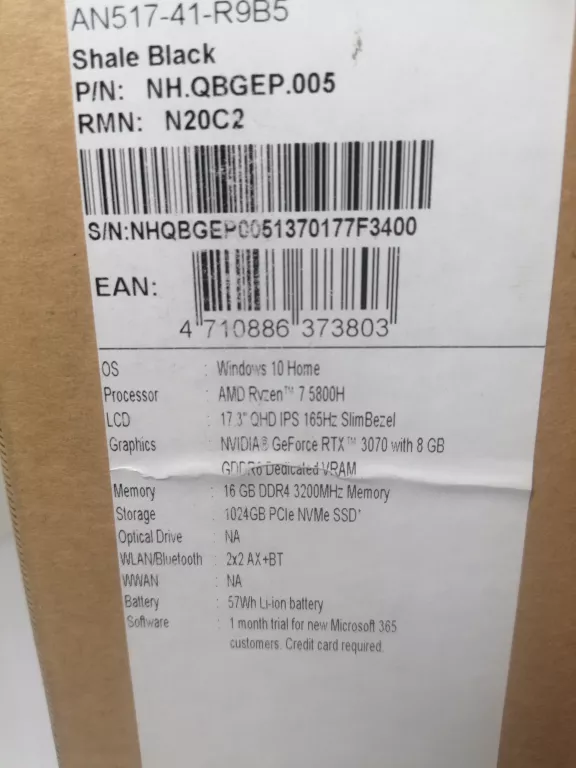 AN517-41-R9B5
Shale Black
P/N: NH.QBGEP.005
RMN: N20C2
S/N:NHQBGEP0051370177F3400
EAN:
4 710886 373803
OS : Windows 10 Home
Processor : AMD Ryzen™ 7 5800H
LCD : 17.3" QHD IPS 165Hz SlimBezel
Graphics : NVIDIA® GeForce RTX™ 3070 with 8 GB
GDDR6 Dedicated VRAM
Memory : 16 GB DDR4 3200MHz Memory
Storage : 1024GB PCIe NVMe SSD*
Optical Drive : NA
WLAN/Bluetooth : 2x2 AX+BT
WWAN : NA
Battery : 57Wh Li-ion battery
Software : 1 month trial for new Microsoft 365
customers. Credit card required.